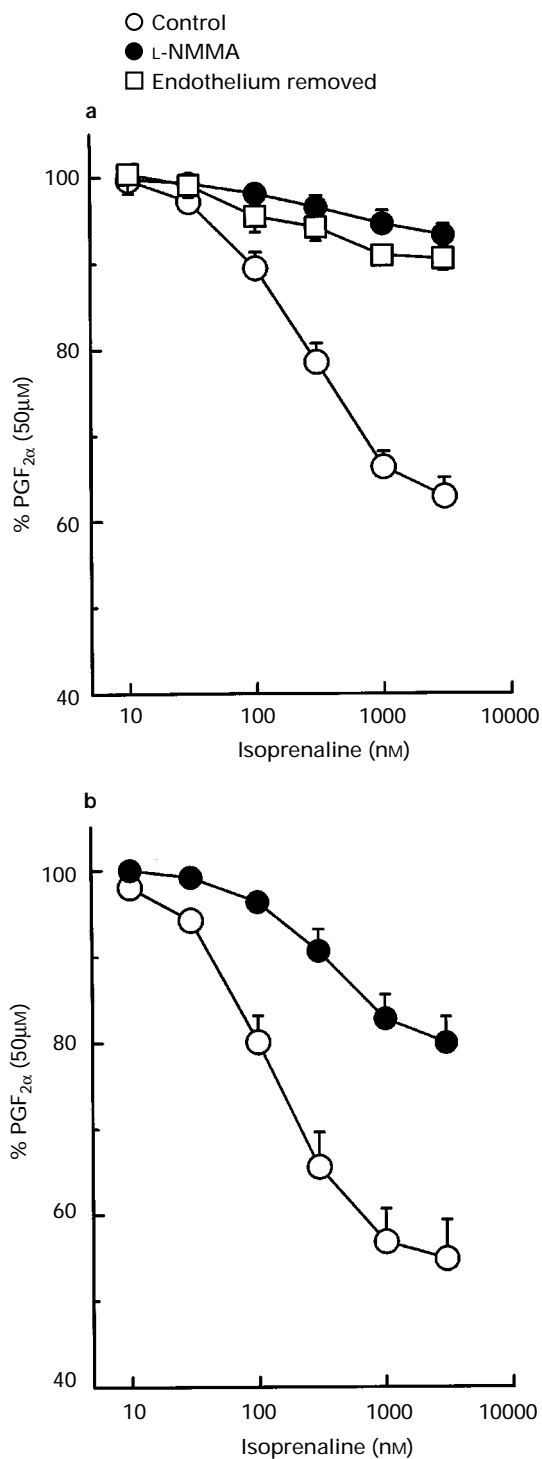 Control
L-NMMA
Endothelium removed
a
100
80
60
40
% PGF2α (50μM)
10 100 1000 10000
Isoprenaline (nM)
b
100
80
60
40
% PGF2α (50μM)
10 100 1000 10000
Isoprenaline (nM)